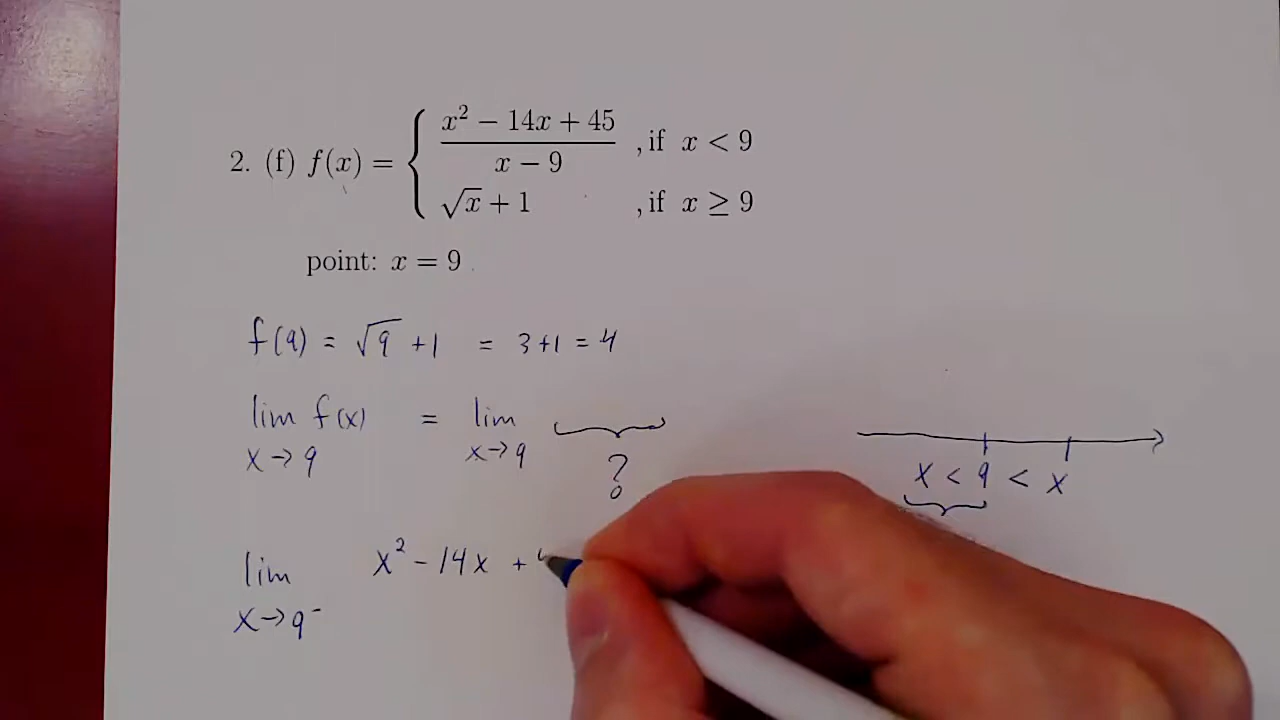 2. (f) f(x) = { x² − 14x + 45 / x − 9 , if x < 9
√x + 1 , if x ≥ 9
point: x = 9
f(9) = √9 + 1 = 3+1 = 4
lim f(x) = lim
x→9 x→9 ?
x < 9 < x
lim x² − 14x +
x→9⁻